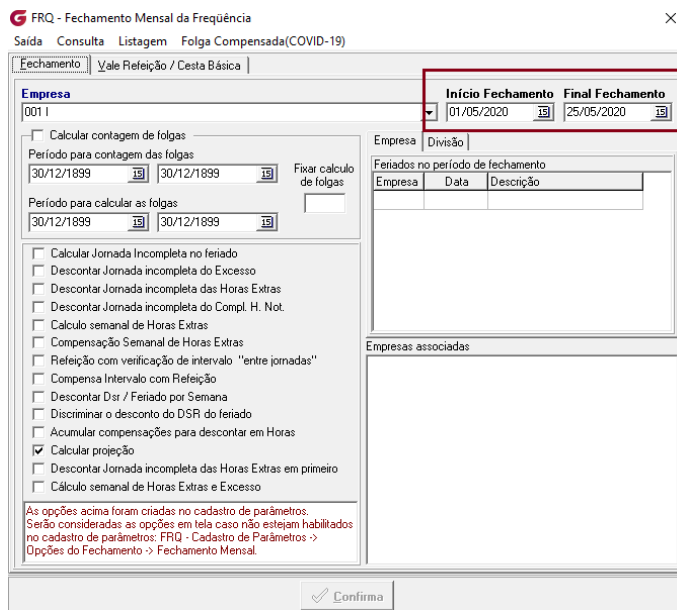 FRQ - Fechamento Mensal da Freqüência
Saída Consulta Listagem Folga Compensada(COVID-19)
Fechamento Vale Refeição / Cesta Básica
Empresa Início Fechamento Final Fechamento
001 I 01/05/2020 15 25/05/2020 15
Calcular contagem de folgas
Período para contagem das folgas
30/12/1899 15 30/12/1899 15
Fixar calculo
de folgas
Período para calcular as folgas
30/12/1899 15 30/12/1899 15
Empresa Divisão
Feriados no período de fechamento
Empresa Data Descrição
Calcular Jornada Incompleta no feriado
Descontar Jornada incompleta do Excesso
Descontar Jornada incompleta das Horas Extras
Descontar Jornada incompleta do Compl. H. Not.
Calculo semanal de Horas Extras
Compensação Semanal de Horas Extras
Refeição com verificação de intervalo "entre jornadas"
Compensa Intervalo com Refeição
Descontar Dsr / Feriado por Semana
Discriminar o desconto do DSR do feriado
Acumular compensações para descontar em Horas
Calcular projeção
Descontar Jornada incompleta das Horas Extras em primeiro
Cálculo semanal de Horas Extras e Excesso
Empresas associadas
As opções acima foram criadas no cadastro de parâmetros.
Serão consideradas as opções em tela caso não estejam habilitados
no cadastro de parâmetros: FRQ - Cadastro de Parâmetros ->
Opções do Fechamento -> Fechamento Mensal.
Confirma